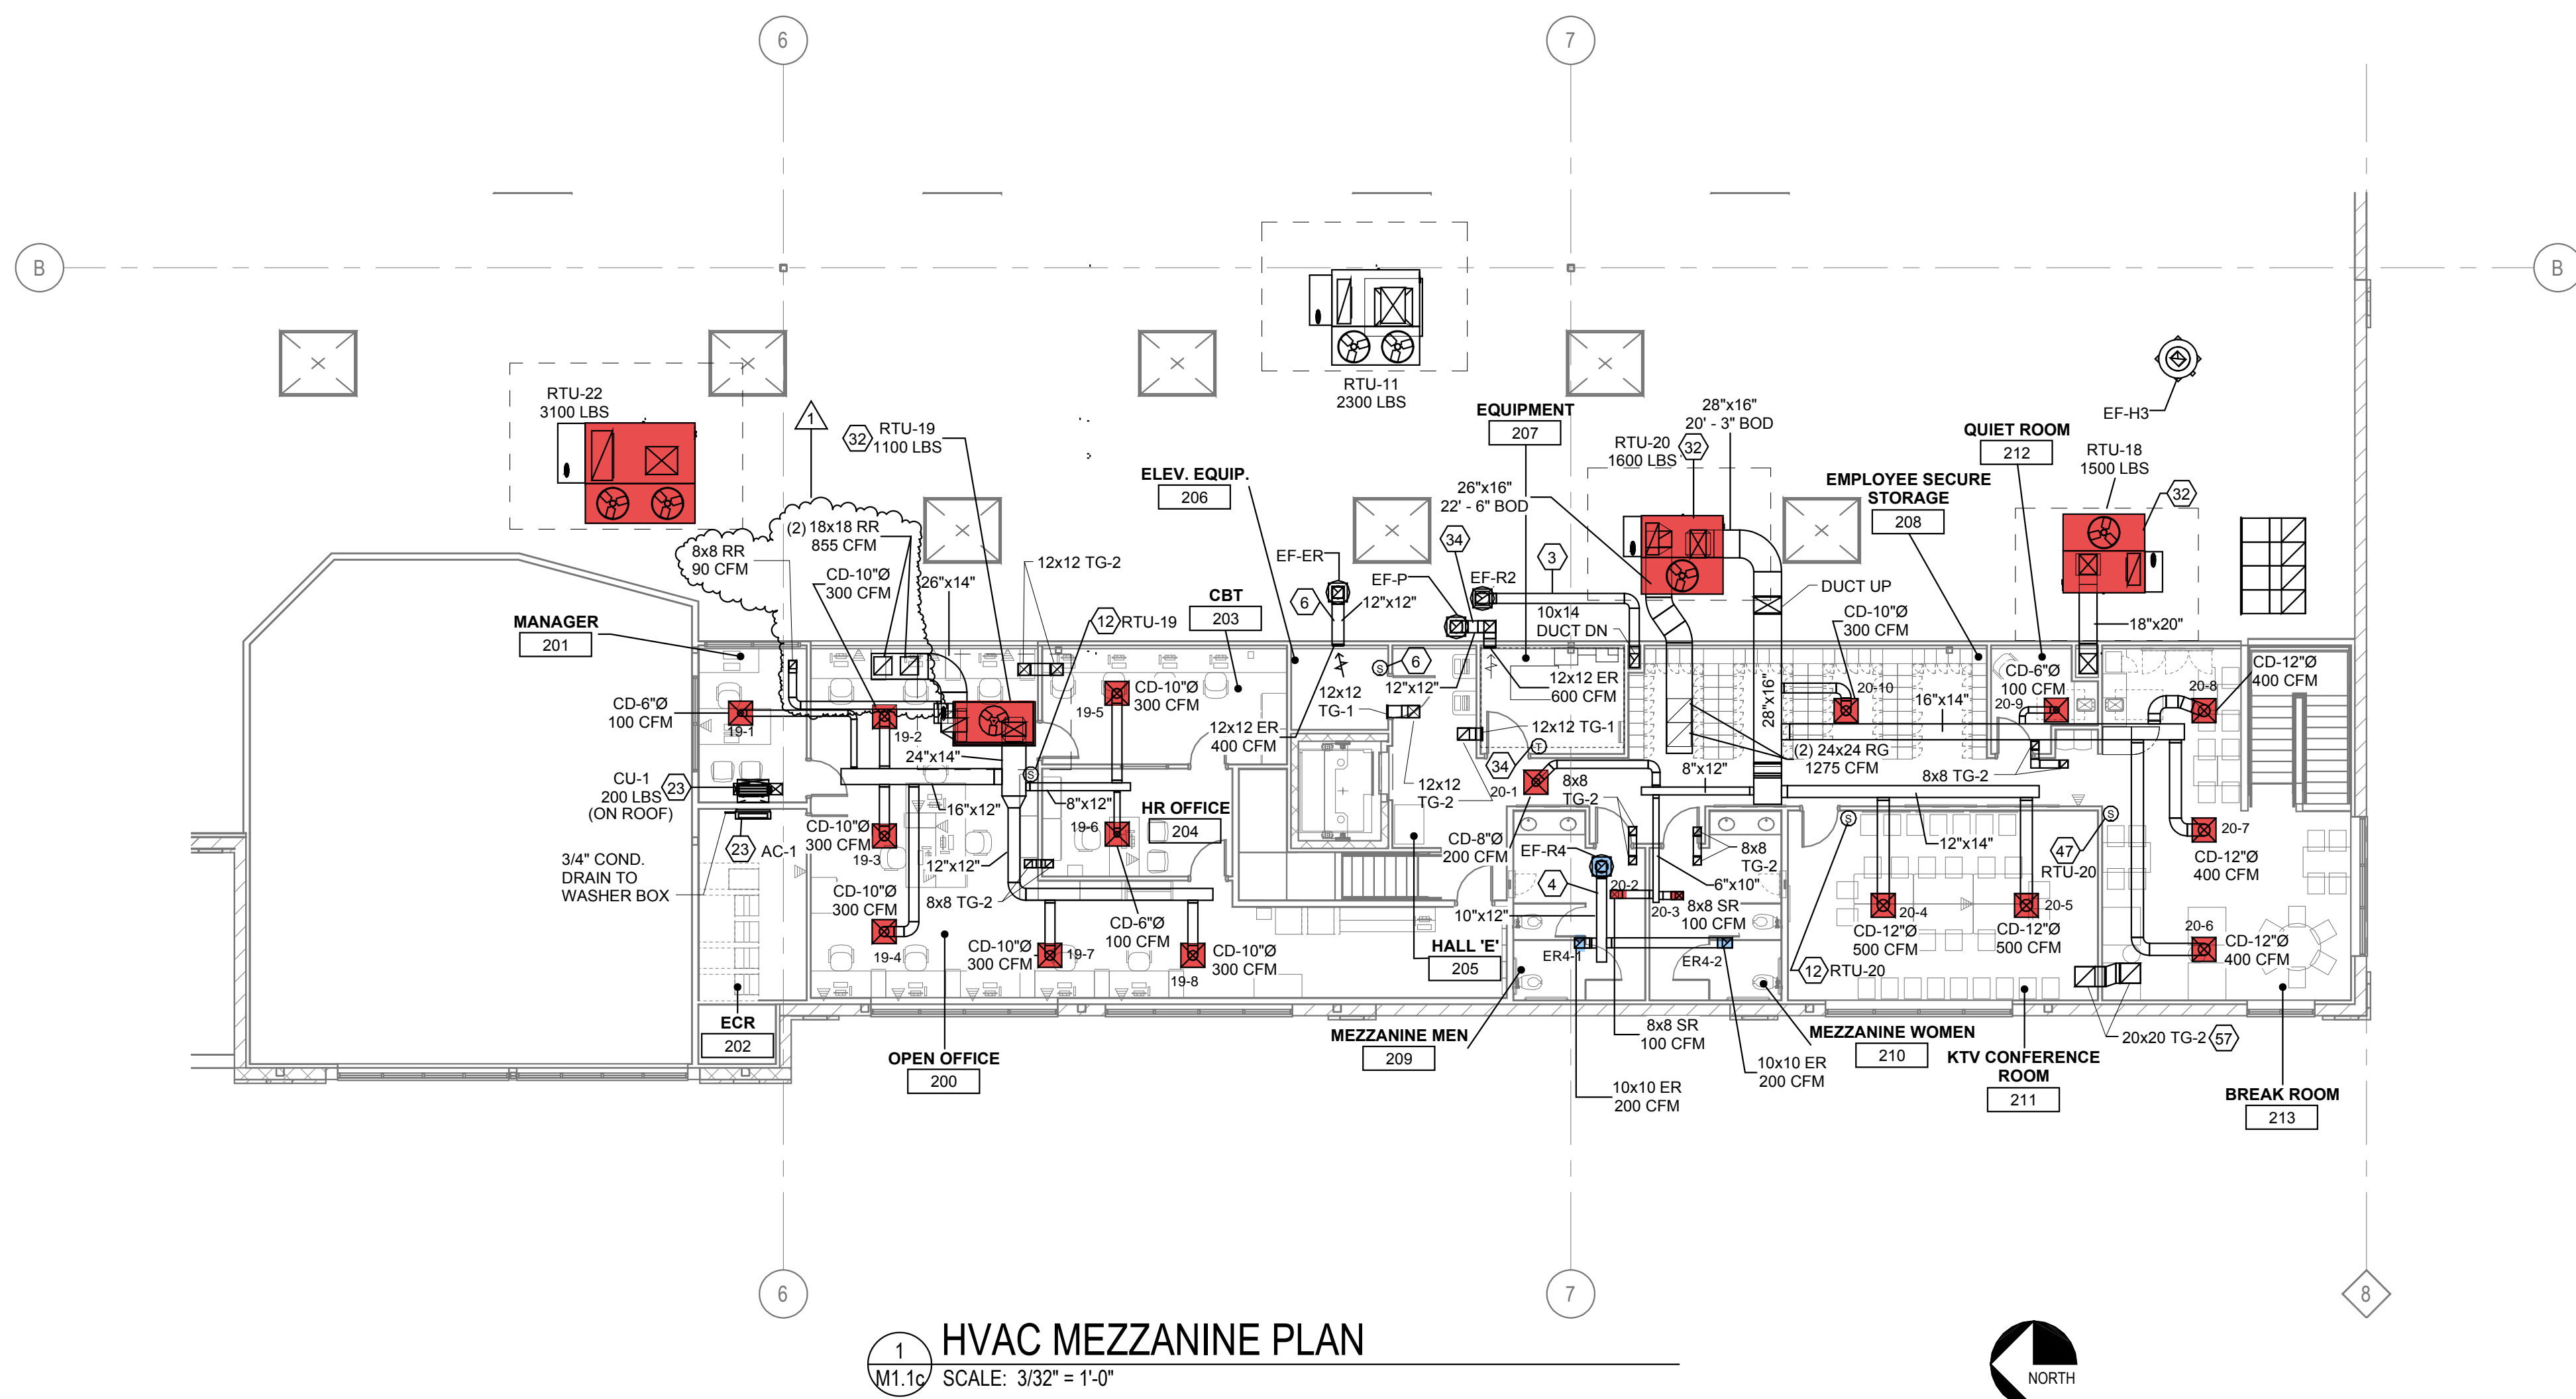 6
7
B
B
RTU-11
2300 LBS
RTU-22
3100 LBS
1
32
RTU-19
1100 LBS
EQUIPMENT
207
28"x16"
20' - 3" BOD
RTU-20
1600 LBS
32
EF-H3
QUIET ROOM
212
RTU-18
1500 LBS
32
ELEV. EQUIP.
206
26"x16"
22' - 6" BOD
EMPLOYEE SECURE
STORAGE
208
(2) 18x18 RR
855 CFM
8x8 RR
90 CFM
CD-10"Ø
300 CFM
26"x14"
12x12 TG-2
EF-ER
6
12"x12"
34
EF-P
EF-R2
3
10x14
DUCT DN
DUCT UP
CD-10"Ø
300 CFM
18"x20"
MANAGER
201
CBT
203
12
RTU-19
CD-6"Ø
100 CFM
19-1
19-2
19-5
CD-10"Ø
300 CFM
S
6
12"x12"
12x12
TG-1
12x12 ER
400 CFM
12x12 ER
600 CFM
12x12 TG-1
28"x16"
20-10
16"x14"
CD-6"Ø
100 CFM
20-9
20-8
CD-12"Ø
400 CFM
24"x14"
S
34
T
(2) 24x24 RG
1275 CFM
8x8 TG-2
CU-1
200 LBS
(ON ROOF)
23
16"x12"
8"x12"
HR OFFICE
204
12x12
TG-2
20-1
8x8
TG-2
8"x12"
CD-10"Ø
300 CFM
19-3
19-6
23
AC-1
3/4" COND.
DRAIN TO
WASHER BOX
CD-8"Ø
200 CFM
EF-R4
4
8x8
TG-2
S
12"x14"
S
47
RTU-20
20-7
CD-12"Ø
400 CFM
12"x12"
CD-10"Ø
300 CFM
8x8 TG-2
20-2
6"x10"
20-3
8x8 SR
100 CFM
10"x12"
19-4
CD-10"Ø
300 CFM
19-7
CD-6"Ø
100 CFM
19-8
CD-10"Ø
300 CFM
HALL 'E'
205
ER4-1
ER4-2
20-4
CD-12"Ø
500 CFM
20-5
CD-12"Ø
500 CFM
20-6
CD-12"Ø
400 CFM
12
RTU-20
ECR
202
OPEN OFFICE
200
MEZZANINE MEN
209
8x8 SR
100 CFM
10x10 ER
200 CFM
10x10 ER
200 CFM
MEZZANINE WOMEN
210
KTV CONFERENCE
ROOM
211
20x20 TG-2
57
BREAK ROOM
213
6
7
8
1
M1.1c
HVAC MEZZANINE PLAN
SCALE: 3/32" = 1'-0"
NORTH